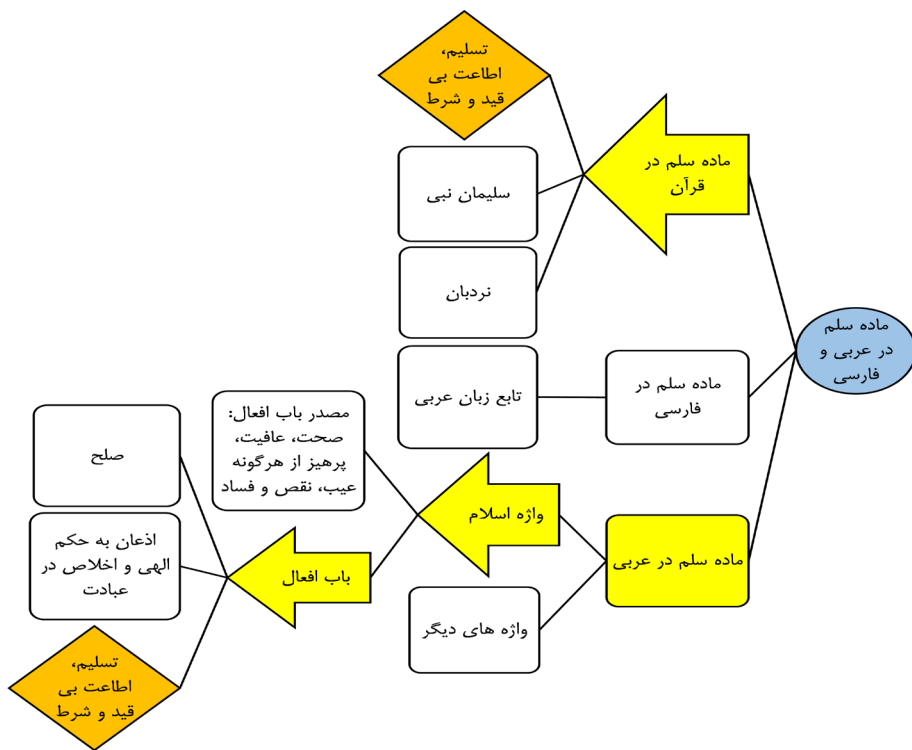 ماده سلم
در عربی و
فارسی
ماده سلم در
قرآن
تسلیم،
اطاعت بی
قید و شرط
سلیمان نبی
نردبان
ماده سلم در
فارسی
تابع زبان عربی
ماده سلم در عربی
واژه اسلام
مصدر باب افعال:
صحت، عافیت،
پرهیز از هرگونه
عیب، نقص و فساد
باب افعال
صلح
اذعان به حکم
الهی و اخلاص در
عبادت
تسلیم،
اطاعت بی
قید و شرط
واژه های دیگر